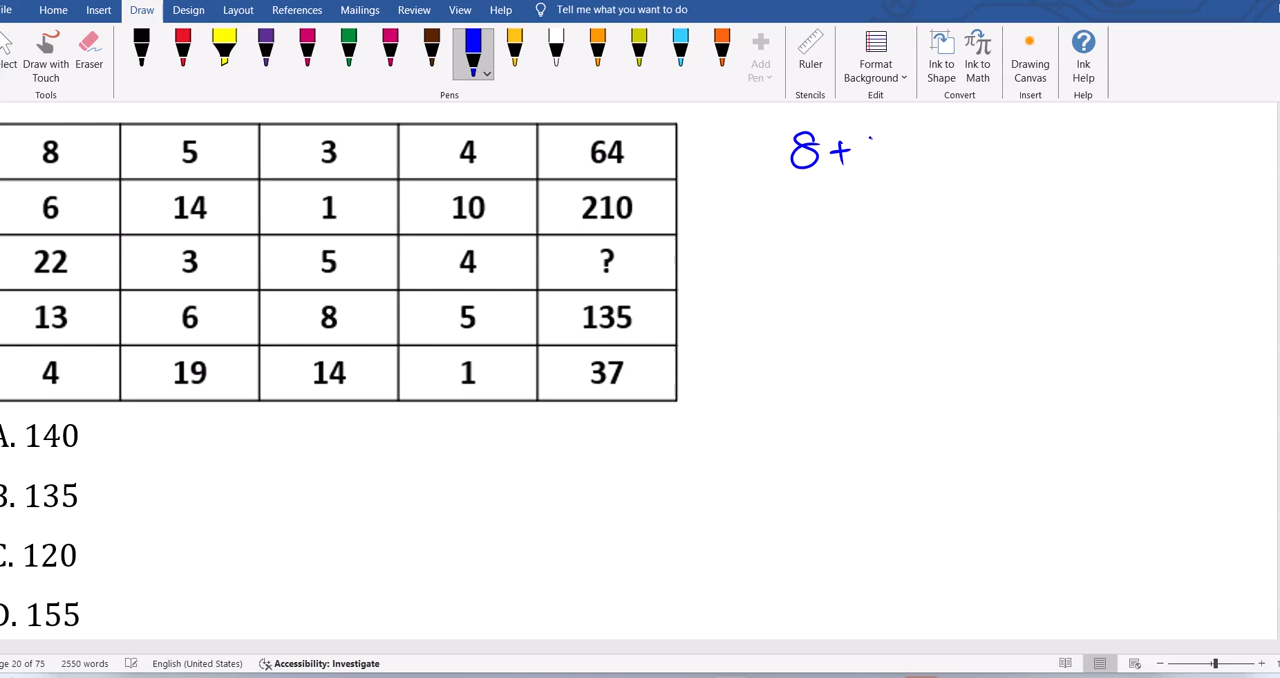 ile Home Insert Draw Design Layout References Mailings Review View Help Tell me what you want to do
lect Draw with Touch Eraser Add Pen Ruler Format Background Ink to Shape Ink to Math Drawing Canvas Ink Help
Tools Pens Stencils Edit Convert Insert Help
8 5 3 4 64 8+
6 14 1 10 210
22 3 5 4 ?
13 6 8 5 135
4 19 14 1 37
A. 140
B. 135
C. 120
D. 155
ge 20 of 75 2550 words English (United States) Accessibility: Investigate